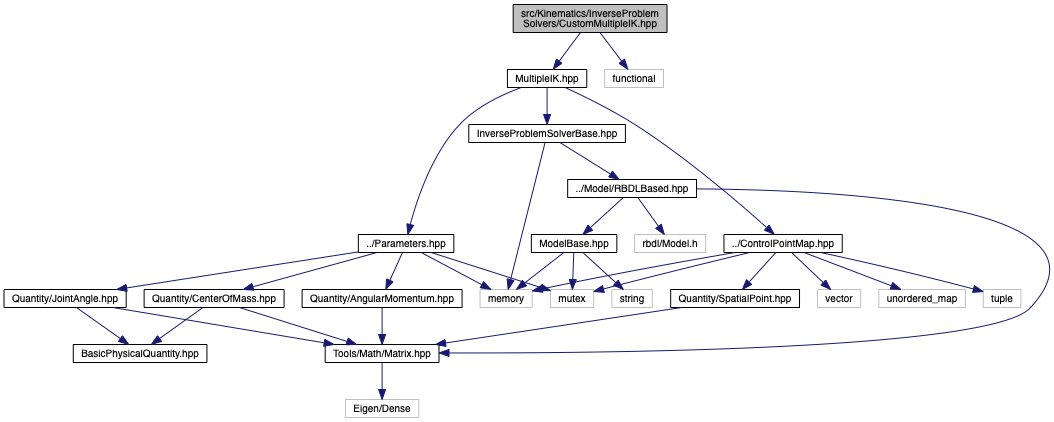 src/Kinematics/InverseProblem
Solvers/CustomMultipleIK.hpp
MultipleIK.hpp
functional
InverseProblemSolverBase.hpp
../Model/RBDLBased.hpp
../Parameters.hpp
ModelBase.hpp
rbdl/Model.h
../ControlPointMap.hpp
Quantity/JointAngle.hpp
Quantity/CenterOfMass.hpp
Quantity/AngularMomentum.hpp
memory
mutex
string
Quantity/SpatialPoint.hpp
vector
unordered_map
tuple
BasicPhysicalQuantity.hpp
Tools/Math/Matrix.hpp
Eigen/Dense